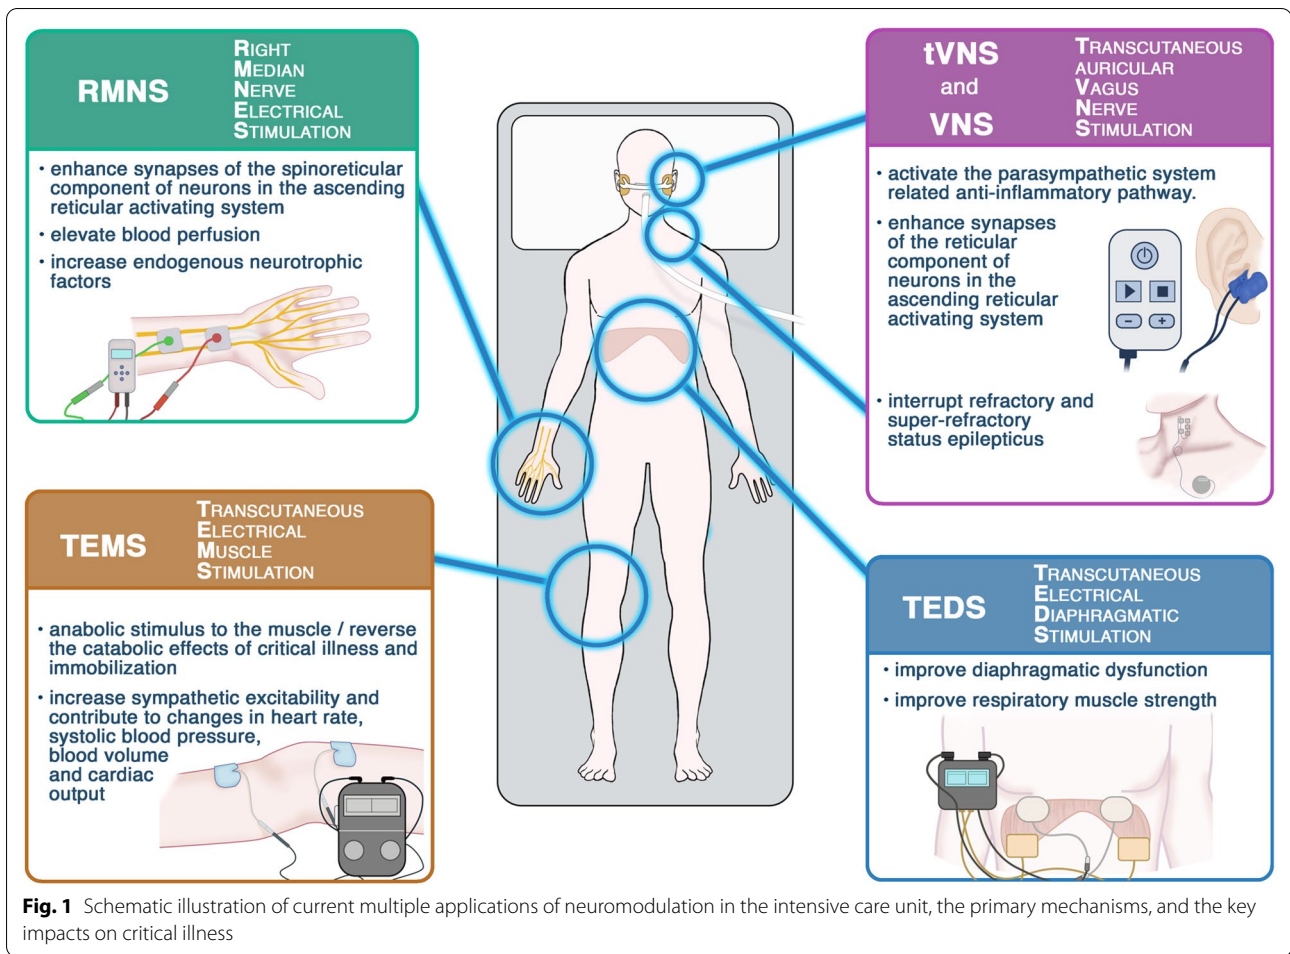 RMNS
RIGHT
MEDIAN
NERVE
ELECTRICAL
STIMULATION
• enhance synapses of the spinoreticular
component of neurons in the ascending
reticular activating system
• elevate blood perfusion
• increase endogenous neurotrophic
factors
tVNS
and
VNS
TRANSCUTANEOUS
AURICULAR
VAGUS
NERVE
STIMULATION
• activate the parasympathetic system
related anti-inflammatory pathway.
• enhance synapses
of the reticular
component of
neurons in the
ascending reticular
activating system
• interrupt refractory and
super-refractory
status epilepticus
TEMS
TRANSCUTANEOUS
ELECTRICAL
MUSCLE
STIMULATION
• anabolic stimulus to the muscle / reverse
the catabolic effects of critical illness and
immobilization
• increase sympathetic excitability and
contribute to changes in heart rate,
systolic blood pressure,
blood volume
and cardiac
output
TEDS
TRANSCUTANEOUS
ELECTRICAL
DIAPHRAGMATIC
STIMULATION
• improve diaphragmatic dysfunction
• improve respiratory muscle strength
Fig. 1 Schematic illustration of current multiple applications of neuromodulation in the intensive care unit, the primary mechanisms, and the key
impacts on critical illness